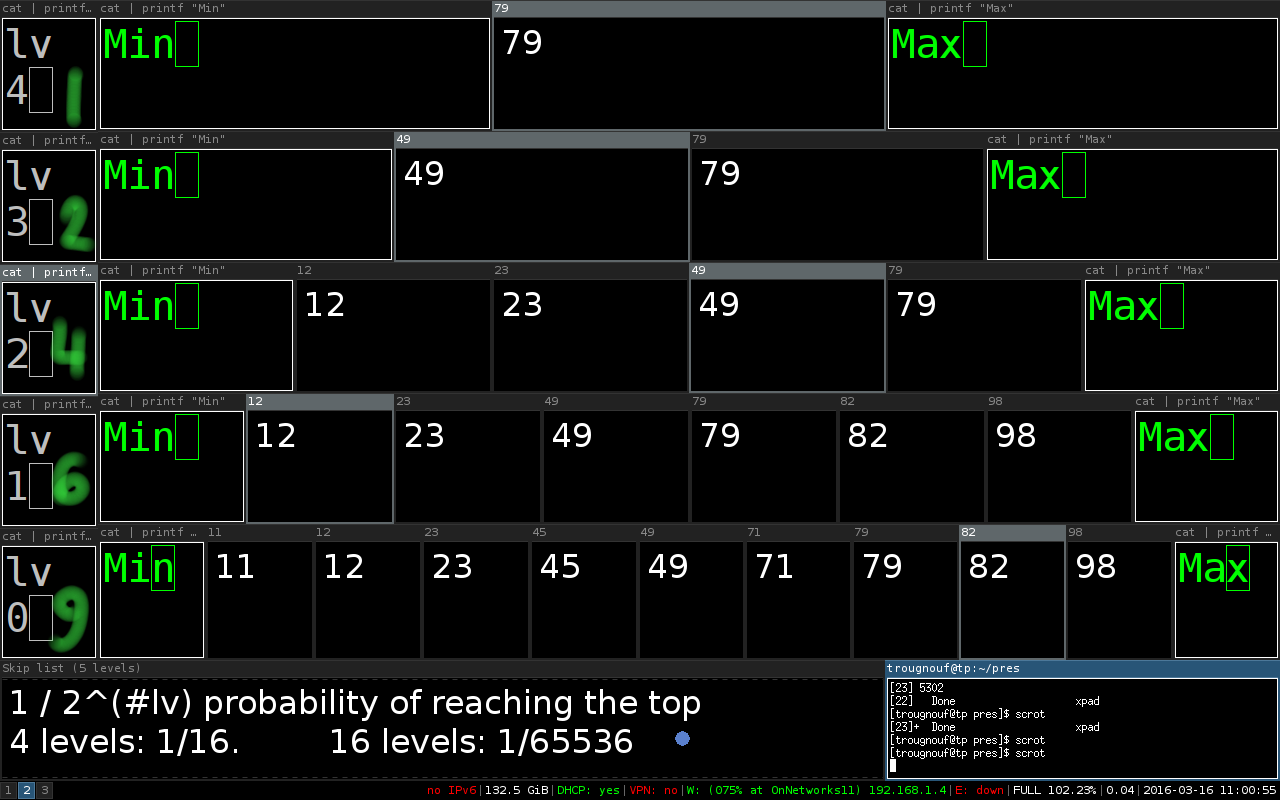 cat | printf… cat | printf "Min" 79 cat | printf "Max"
lv Min 79 Max
4 1
cat | printf… cat | printf "Min" 49 79 cat | printf "Max"
lv Min 49 79 Max
3 2
cat | printf… cat | printf "Min" 12 23 49 79 cat | printf "Max"
lv Min 12 23 49 79 Max
2 4
cat | printf… cat | printf "Min" 12 23 49 79 82 98 cat | printf "Max"
lv Min 12 23 49 79 82 98 Max
1 6
cat | printf… cat | printf … 11 12 23 45 49 71 79 82 98 cat | printf …
lv Min 11 12 23 45 49 71 79 82 98 Max
0 9
Skip list (5 levels)
1 / 2^(#lv) probability of reaching the top
4 levels: 1/16. 16 levels: 1/65536
trougnouf@tp:~/pres
[23] 5302
[22] Done xpad
[trougnouf@tp pres]$ scrot
[23]+ Done xpad
[trougnouf@tp pres]$ scrot
[trougnouf@tp pres]$ scrot
1 2 3 no IPv6|132.5 GiB|DHCP: yes|VPN: no|W: (075% at OnNetworks11) 192.168.1.4|E: down|FULL 102.23%|0.04|2016-03-16 11:00:55